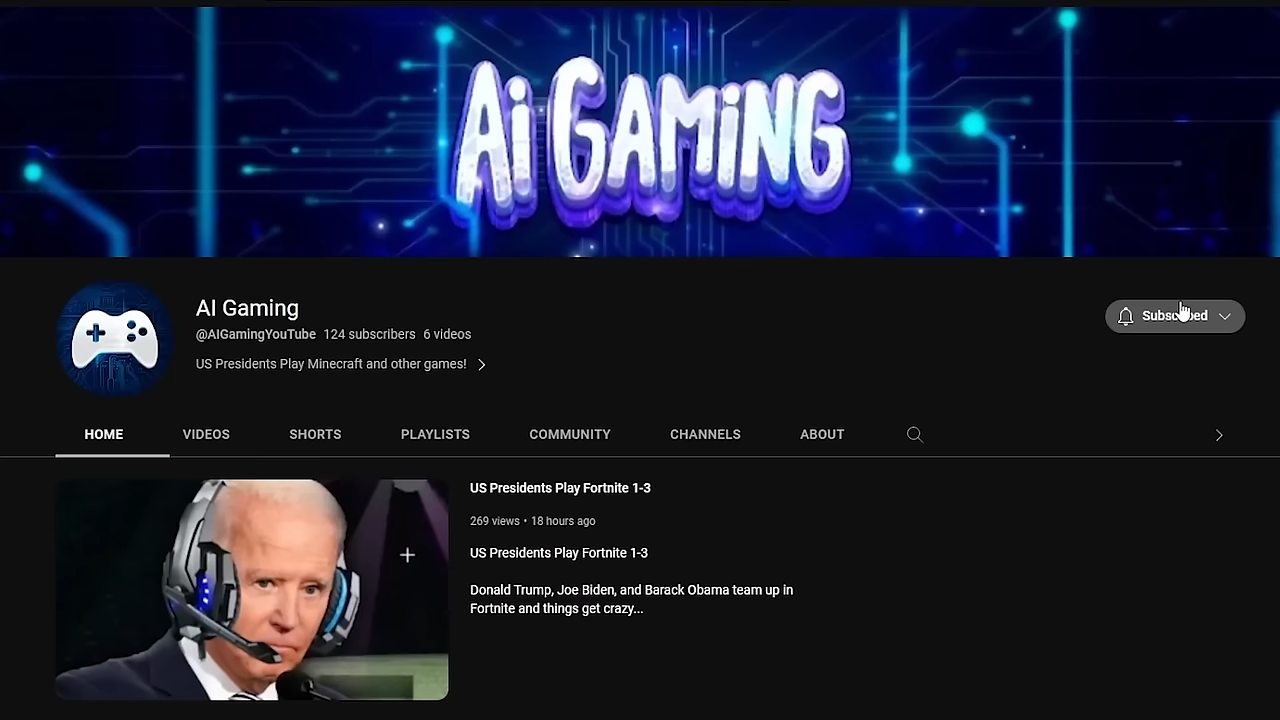 Ai GAMiNG
AI Gaming
@AIGamingYouTube 124 subscribers 6 videos
US Presidents Play Minecraft and other games!
Subscribed
HOME VIDEOS SHORTS PLAYLISTS COMMUNITY CHANNELS ABOUT
US Presidents Play Fortnite 1-3
269 views • 18 hours ago
US Presidents Play Fortnite 1-3
Donald Trump, Joe Biden, and Barack Obama team up in
Fortnite and things get crazy...